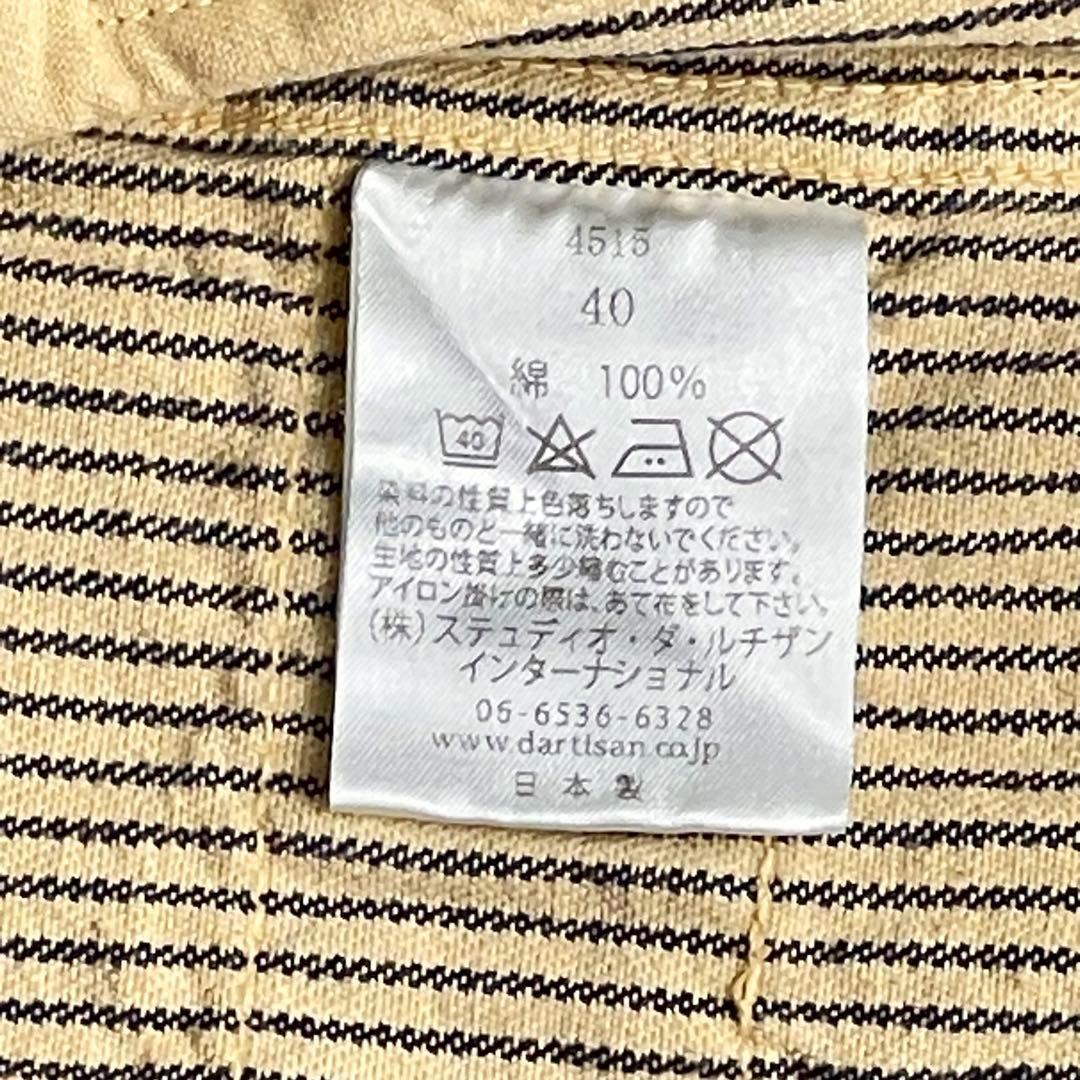 4515
40
綿 100%
40
染料の性質上色落ちしますので
他のものと一緒に洗わないでください。
生地の性質上多少縮むことがあります。
アイロン掛けの際は、あて布をして下さい。
(株)ステュディオ・ダ・ルチザン
インターナショナル
06-6536-6328
www.dartisan.co.jp
日本製